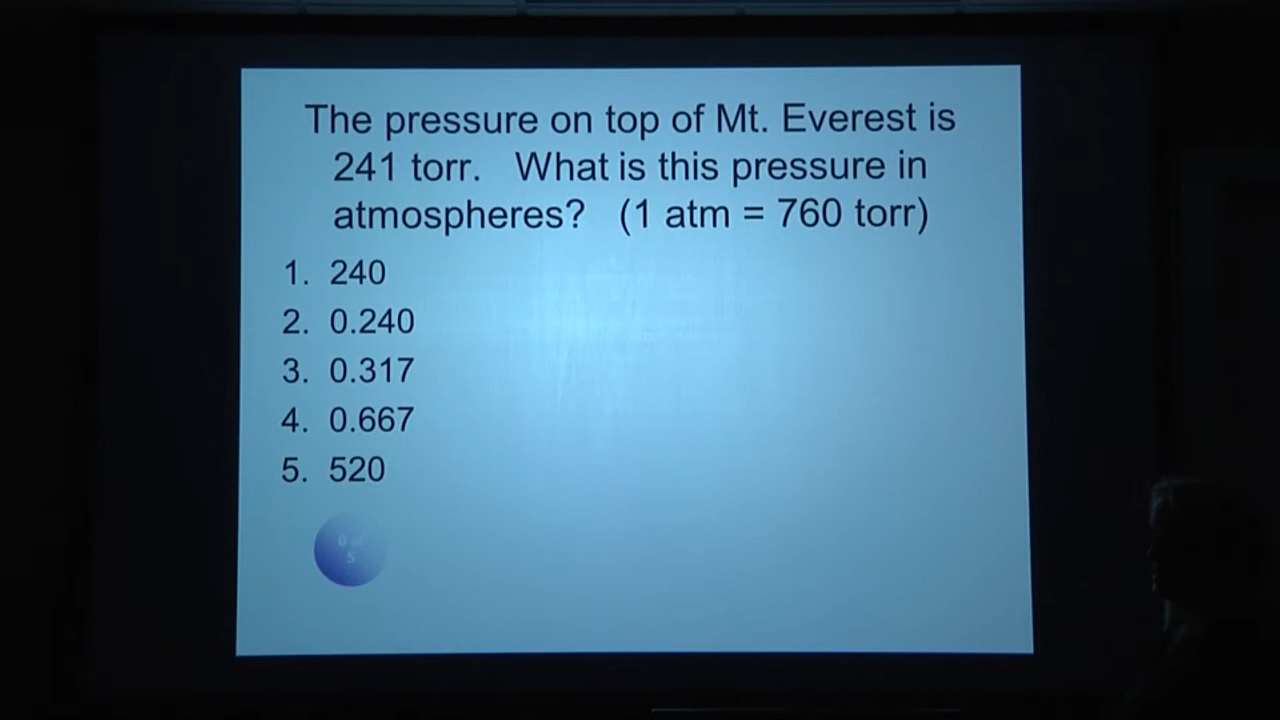 The pressure on top of Mt. Everest is
241 torr. What is this pressure in
atmospheres? (1 atm = 760 torr)
1. 240
2. 0.240
3. 0.317
4. 0.667
5. 520
5